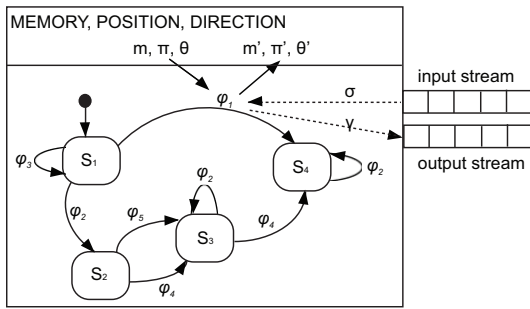 MEMORY, POSITION, DIRECTION
m, π, θ
m’, π’, θ’
input stream
σ
φ1
γ
output stream
φ3
S1
S4
φ2
φ2
φ2
φ5
S3
φ4
S2
φ4